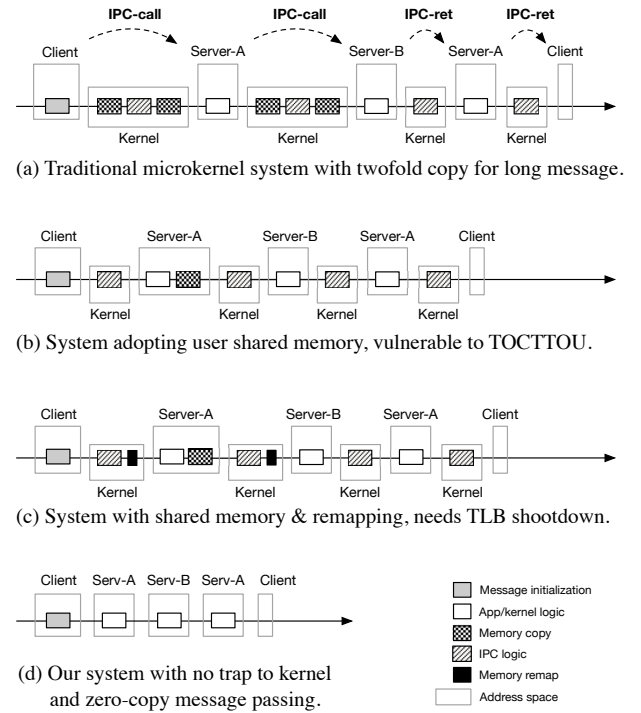 IPC-call IPC-call IPC-ret IPC-ret
Client Server-A Server-B Server-A Client
Kernel Kernel Kernel Kernel
(a) Traditional microkernel system with twofold copy for long message.
Client Server-A Server-B Server-A Client
Kernel Kernel Kernel Kernel
(b) System adopting user shared memory, vulnerable to TOCTTOU.
Client Server-A Server-B Server-A Client
Kernel Kernel Kernel Kernel
(c) System with shared memory & remapping, needs TLB shootdown.
Client Serv-A Serv-B Serv-A Client
(d) Our system with no trap to kernel
and zero-copy message passing.
Message initialization
App/kernel logic
Memory copy
IPC logic
Memory remap
Address space